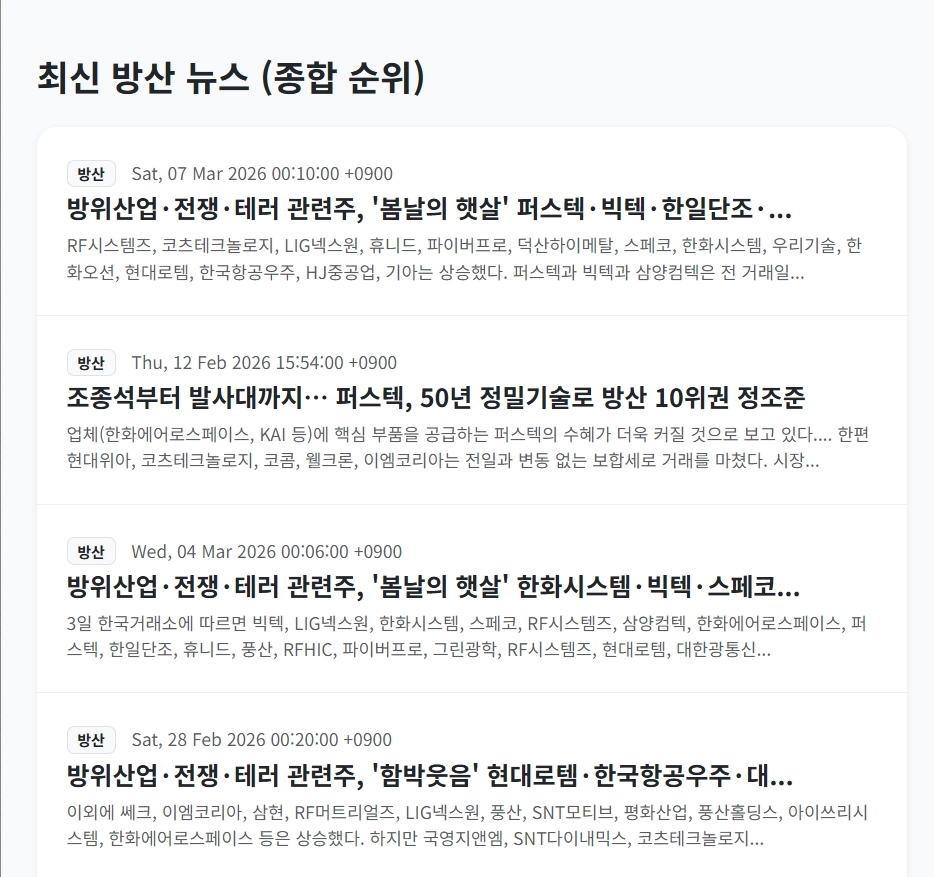 최신 방산 뉴스 (종합 순위)
방산 Sat, 07 Mar 2026 00:10:00 +0900
방위산업·전쟁·테러 관련주, '봄날의 햇살' 퍼스텍·빅텍·한일단조·...
RF시스템즈, 코츠테크놀로지, LIG넥스원, 휴니드, 파이버프로, 덕산하이메탈, 스페코, 한화시스템, 우리기술, 한
화오션, 현대로템, 한국항공우주, HJ중공업, 기아는 상승했다. 퍼스텍과 빅텍과 삼양컴텍은 전 거래일...
방산 Thu, 12 Feb 2026 15:54:00 +0900
조종석부터 발사대까지… 퍼스텍, 50년 정밀기술로 방산 10위권 정조준
업체(한화에어로스페이스, KAI 등)에 핵심 부품을 공급하는 퍼스텍의 수혜가 더욱 커질 것으로 보고 있다.... 한편
현대위아, 코츠테크놀로지, 코콤, 웰크론, 이엠코리아는 전일과 변동 없는 보합세로 거래를 마쳤다. 시장...
방산 Wed, 04 Mar 2026 00:06:00 +0900
방위산업·전쟁·테러 관련주, '봄날의 햇살' 한화시스템·빅텍·스페코...
3일 한국거래소에 따르면 빅텍, LIG넥스원, 한화시스템, 스페코, RF시스템즈, 삼양컴텍, 한화에어로스페이스, 퍼
스텍, 한일단조, 휴니드, 풍산, RFHIC, 파이버프로, 그린광학, RF시스템즈, 현대로템, 대한광통신...
방산 Sat, 28 Feb 2026 00:20:00 +0900
방위산업·전쟁·테러 관련주, '함박웃음' 현대로템·한국항공우주·대...
이외에 쎄크, 이엠코리아, 삼현, RF머트리얼즈, LIG넥스원, 풍산, SNT모티브, 평화산업, 풍산홀딩스, 아이쓰리시
스템, 한화에어로스페이스 등은 상승했다. 하지만 국영지앤엠, SNT다이내믹스, 코츠테크놀로지...